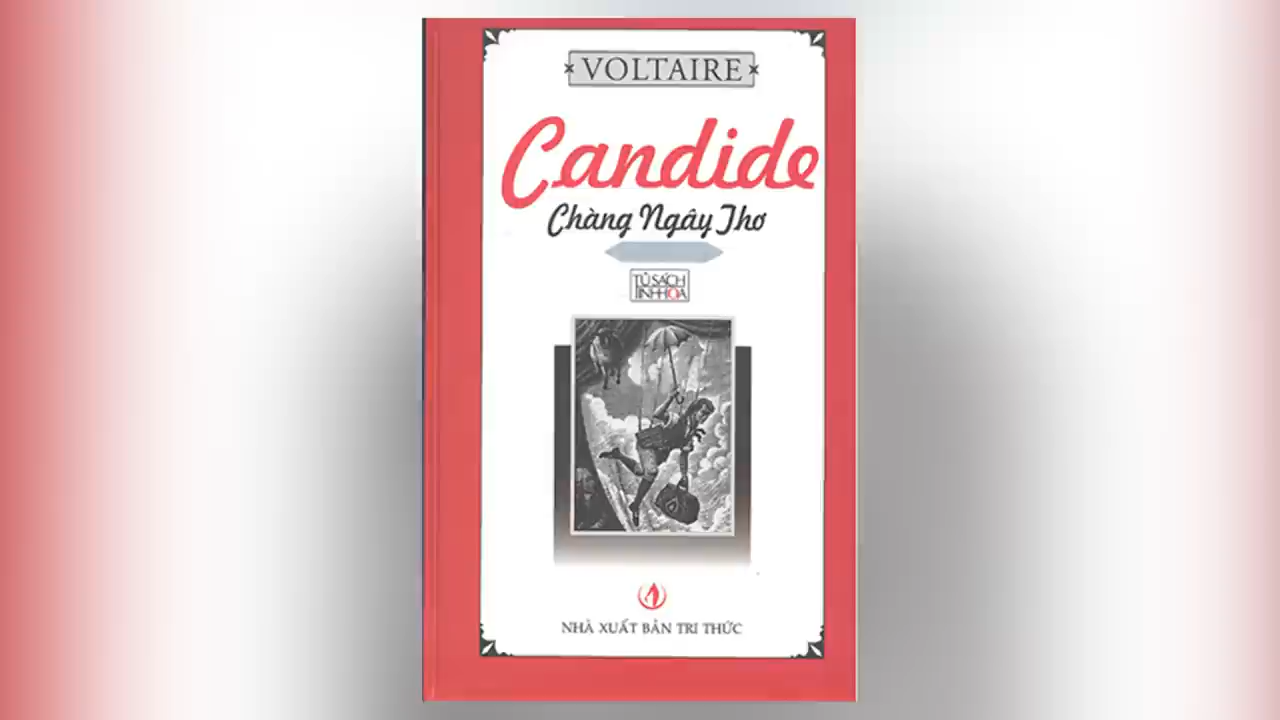 VOLTAIRE
Candide
Chàng Ngây Thơ
TỦ SÁCH
TINH HOA
NHÀ XUẤT BẢN TRI THỨC